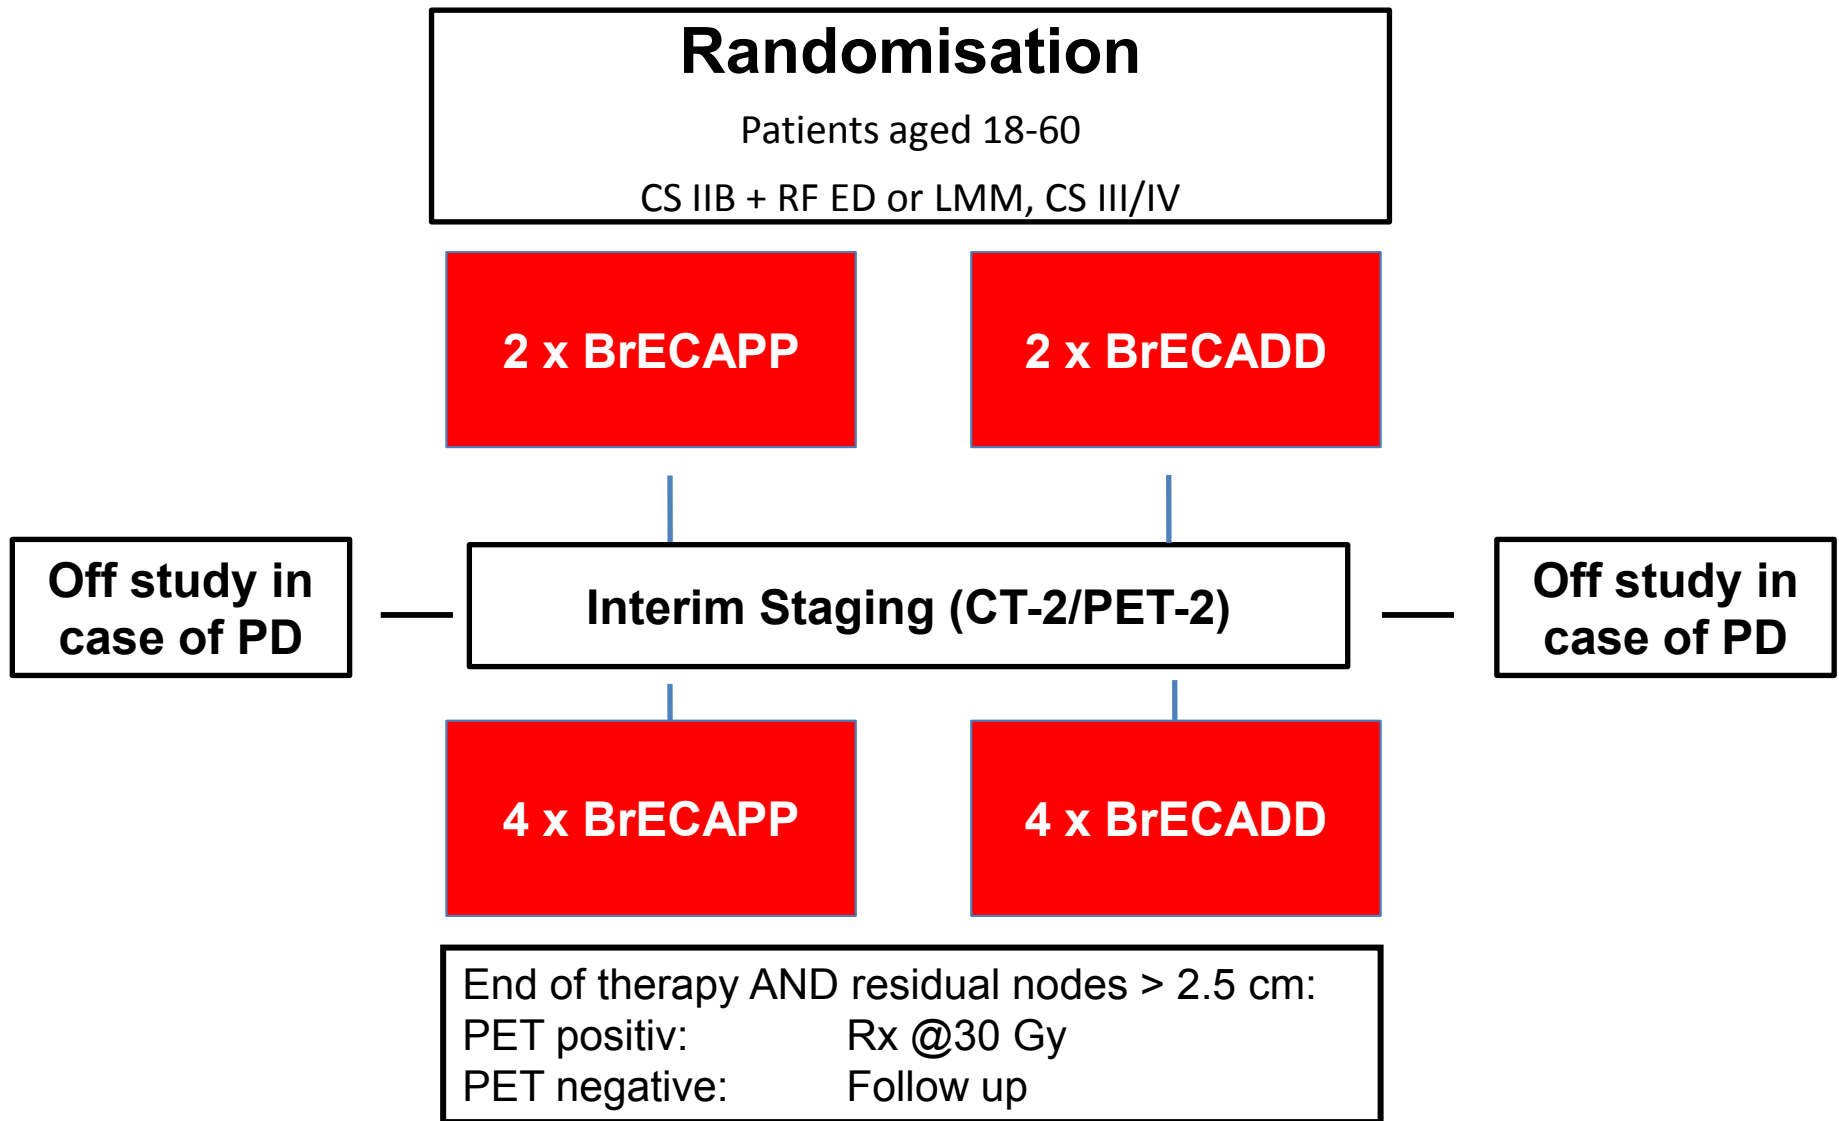 Randomisation
Patients aged 18-60
CS IIB + RF ED or LMM, CS III/IV
2 x BrECAPP
2 x BrECADD
Off study in
case of PD
Interim Staging (CT-2/PET-2)
Off study in
case of PD
4 x BrECAPP
4 x BrECADD
End of therapy AND residual nodes > 2.5 cm:
PET positiv: Rx @30 Gy
PET negative: Follow up